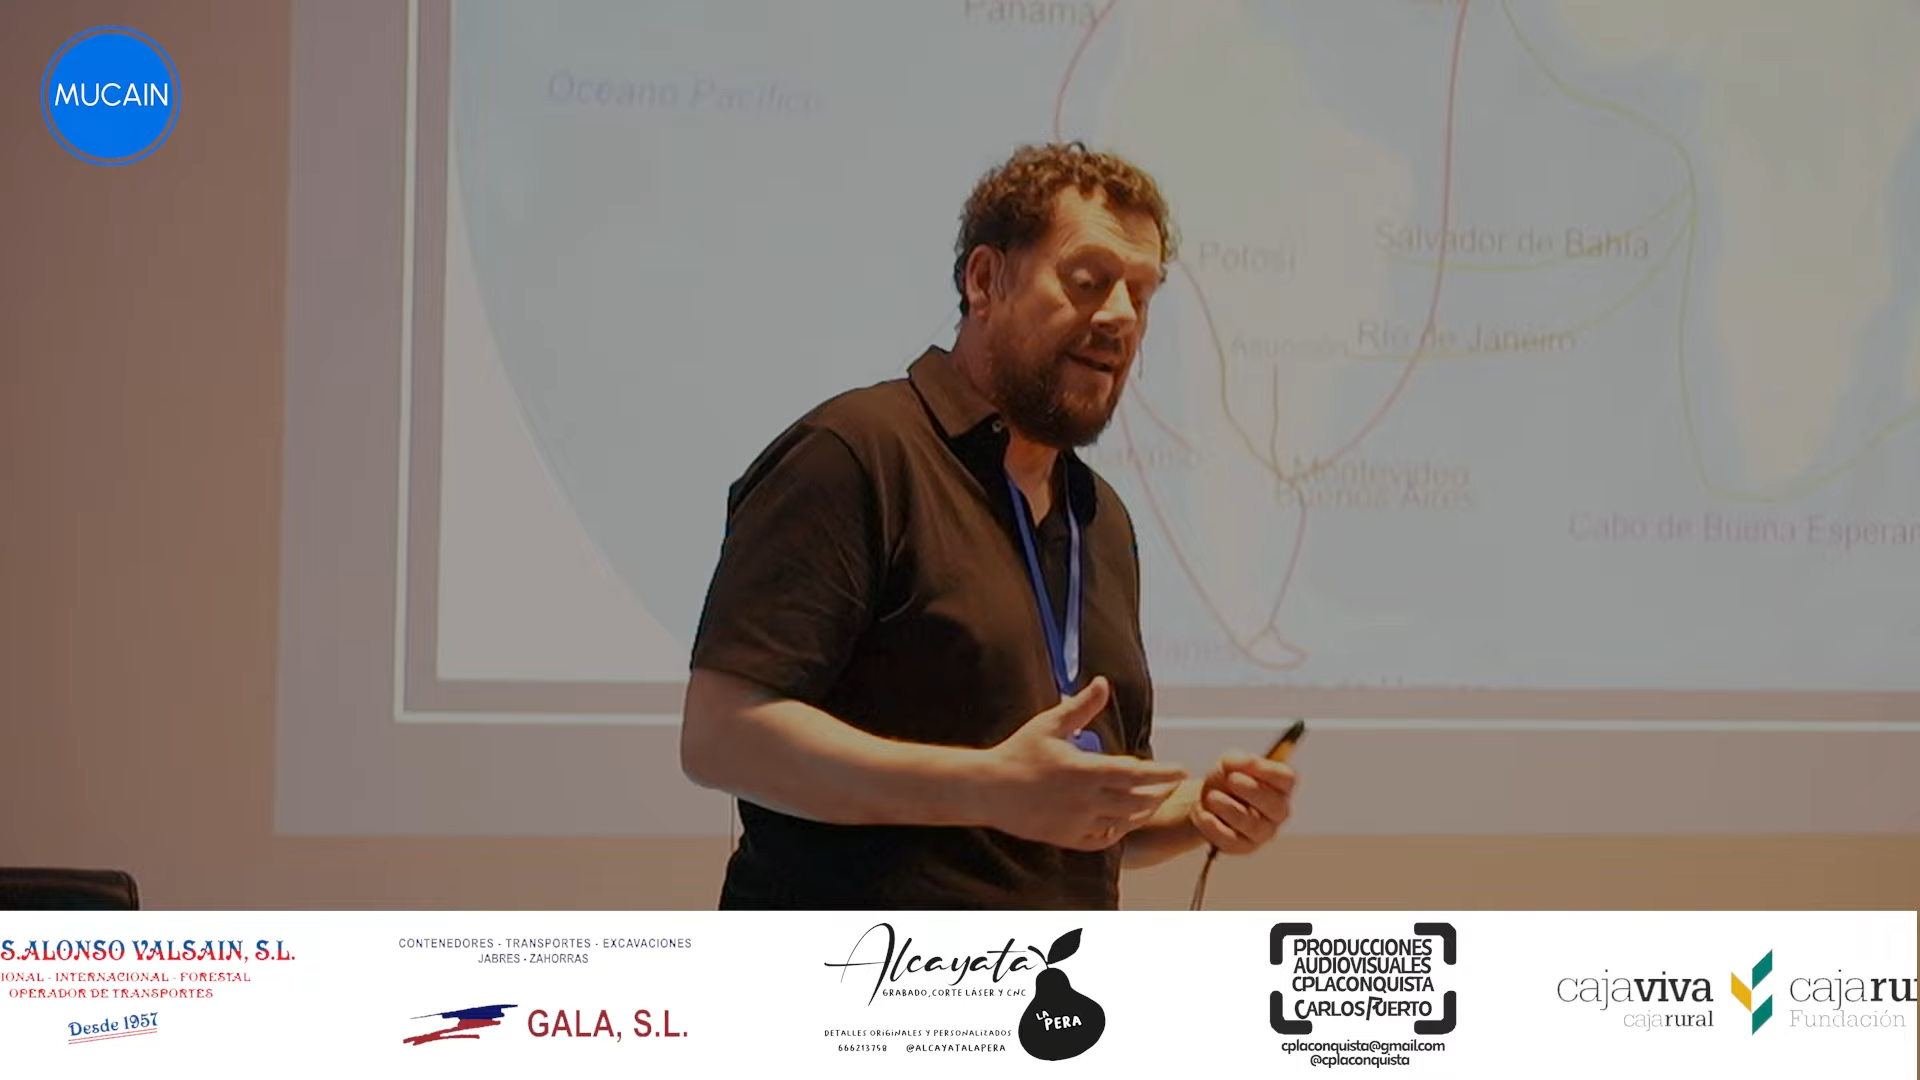 Panamá
MUCAIN
Océano Pacífico
Salvador de Bahía
Potosí
Río de Janeiro
Asunción
Montevideo
Buenos Aires
Cabo de Buena Esperan
S.ALONSO VALSAIN, S.L.
IONAL - INTERNACIONAL - FORESTAL
OPERADOR DE TRANSPORTES
Desde 1957
CONTENEDORES - TRANSPORTES - EXCAVACIONES
JABRES - ZAHORRAS
GALA, S.L.
Alcayata
GRABADO, CORTE LÁSER Y CNC
LA PERA
DETALLES ORIGINALES Y PERSONALIZADOS
666213758 @ALCAYATALAPERA
PRODUCCIONES
AUDIOVISUALES
CPLACONQUISTA
CARLOS PUERTO
cplaconquista@gmail.com
@cplaconquista
cajaviva
cajarural
cajaru
Fundación